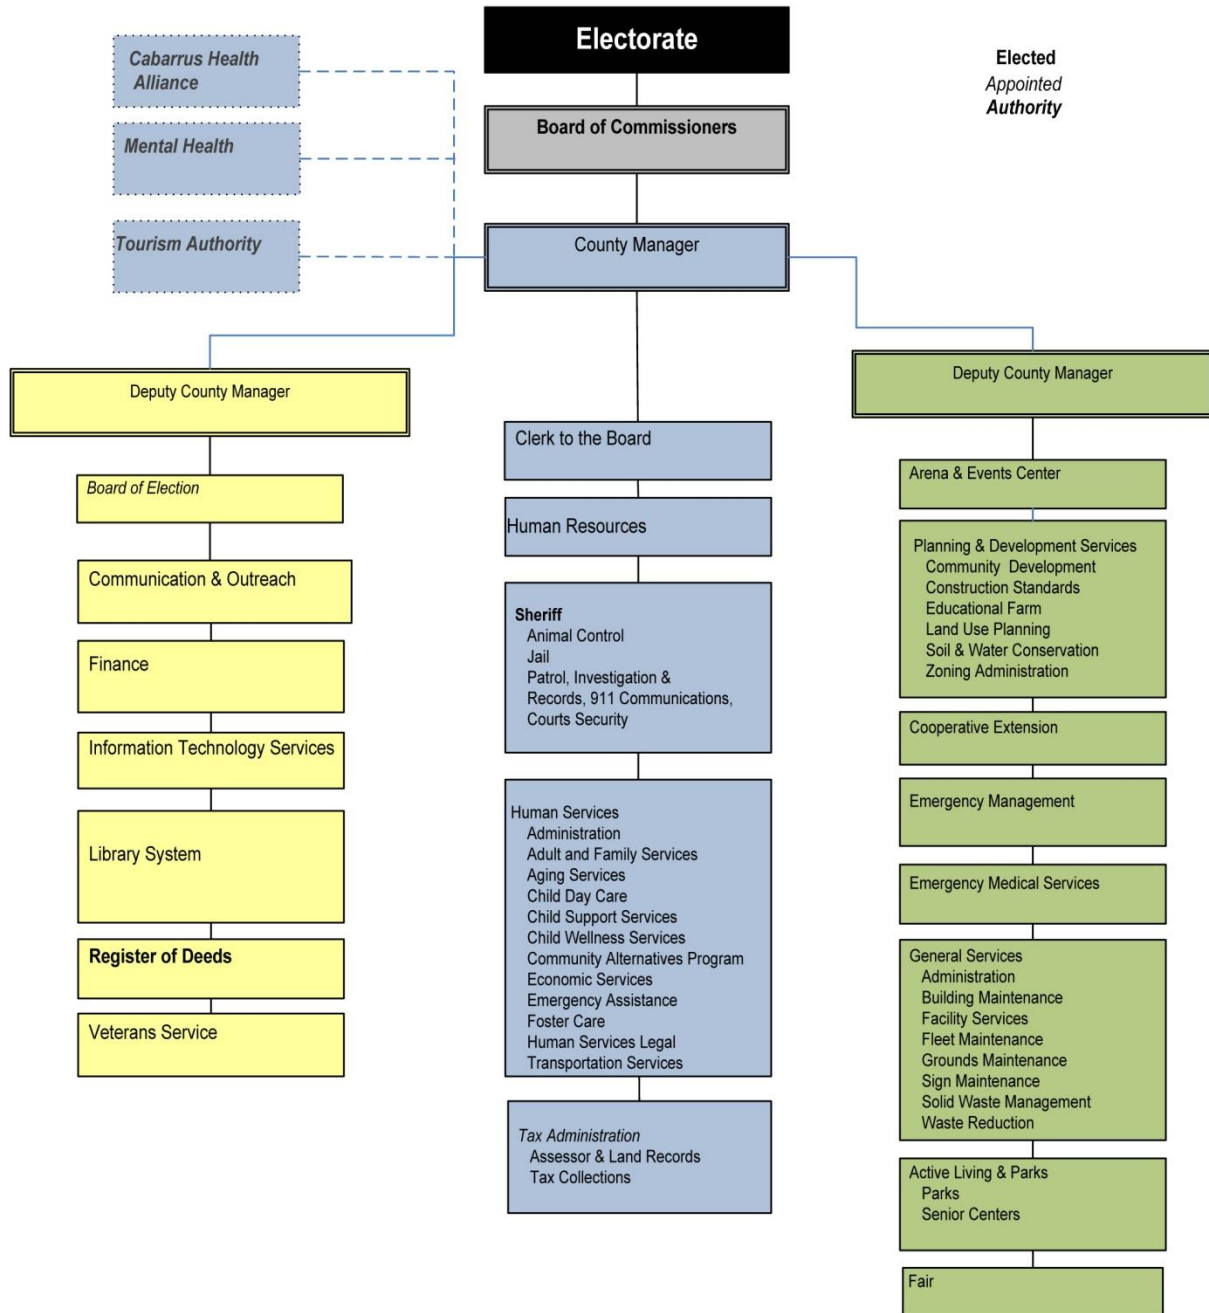 Electorate
Cabarrus Health
Alliance
Elected
Appointed
Authority
Board of Commissioners
Mental Health
Tourism Authority
County Manager
Deputy County Manager
Board of Election
Communication & Outreach
Finance
Information Technology Services
Library System
Register of Deeds
Veterans Service
Clerk to the Board
Human Resources
Sheriff
Animal Control
Jail
Patrol, Investigation &
Records, 911 Communications,
Courts Security
Human Services
Administration
Adult and Family Services
Aging Services
Child Day Care
Child Support Services
Child Wellness Services
Community Alternatives Program
Economic Services
Emergency Assistance
Foster Care
Human Services Legal
Transportation Services
Tax Administration
Assessor & Land Records
Tax Collections
Deputy County Manager
Arena & Events Center
Planning & Development Services
Community Development
Construction Standards
Educational Farm
Land Use Planning
Soil & Water Conservation
Zoning Administration
Cooperative Extension
Emergency Management
Emergency Medical Services
General Services
Administration
Building Maintenance
Facility Services
Fleet Maintenance
Grounds Maintenance
Sign Maintenance
Solid Waste Management
Waste Reduction
Active Living & Parks
Parks
Senior Centers
Fair